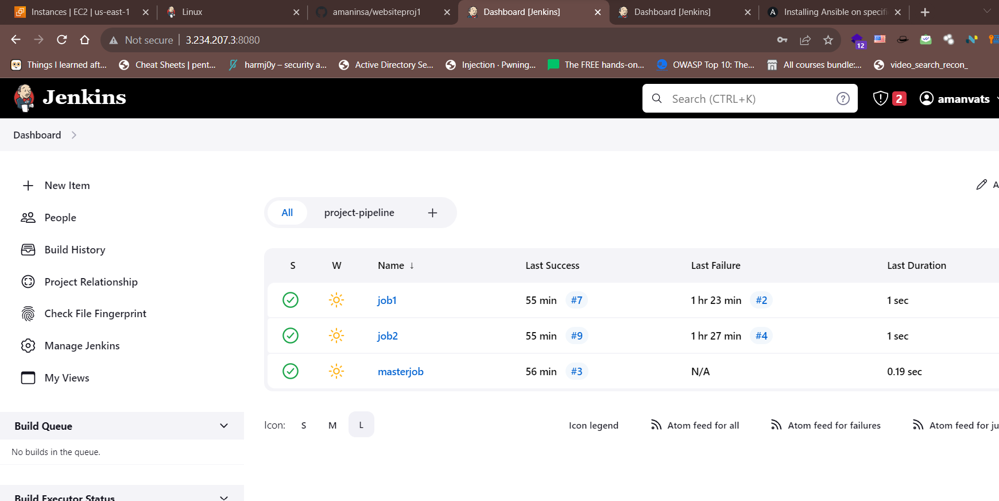 Instances | EC2 | us-east-1
Linux
amaninsa/websiteproj1
Dashboard [Jenkins]
Dashboard [Jenkins]
Installing Ansible on specifi
Not secure
3.234.207.3:8080
12
Things I learned aft...
Cheat Sheets | pent...
harmj0y – security a...
Active Directory Se...
Injection · Pwning...
The FREE hands-on...
OWASP Top 10: The...
All courses bundle:...
video_search_recon_
Jenkins
Search (CTRL+K)
2
amanvats
Dashboard
New Item
People
Build History
Project Relationship
Check File Fingerprint
Manage Jenkins
My Views
Build Queue
No builds in the queue.
Build Executor Status
A
All project-pipeline
S W Name ↓ Last Success Last Failure Last Duration
job1 55 min #7 1 hr 23 min #2 1 sec
job2 55 min #9 1 hr 27 min #4 1 sec
masterjob 56 min #3 N/A 0.19 sec
Icon: S M L
Icon legend Atom feed for all Atom feed for failures Atom feed for ju